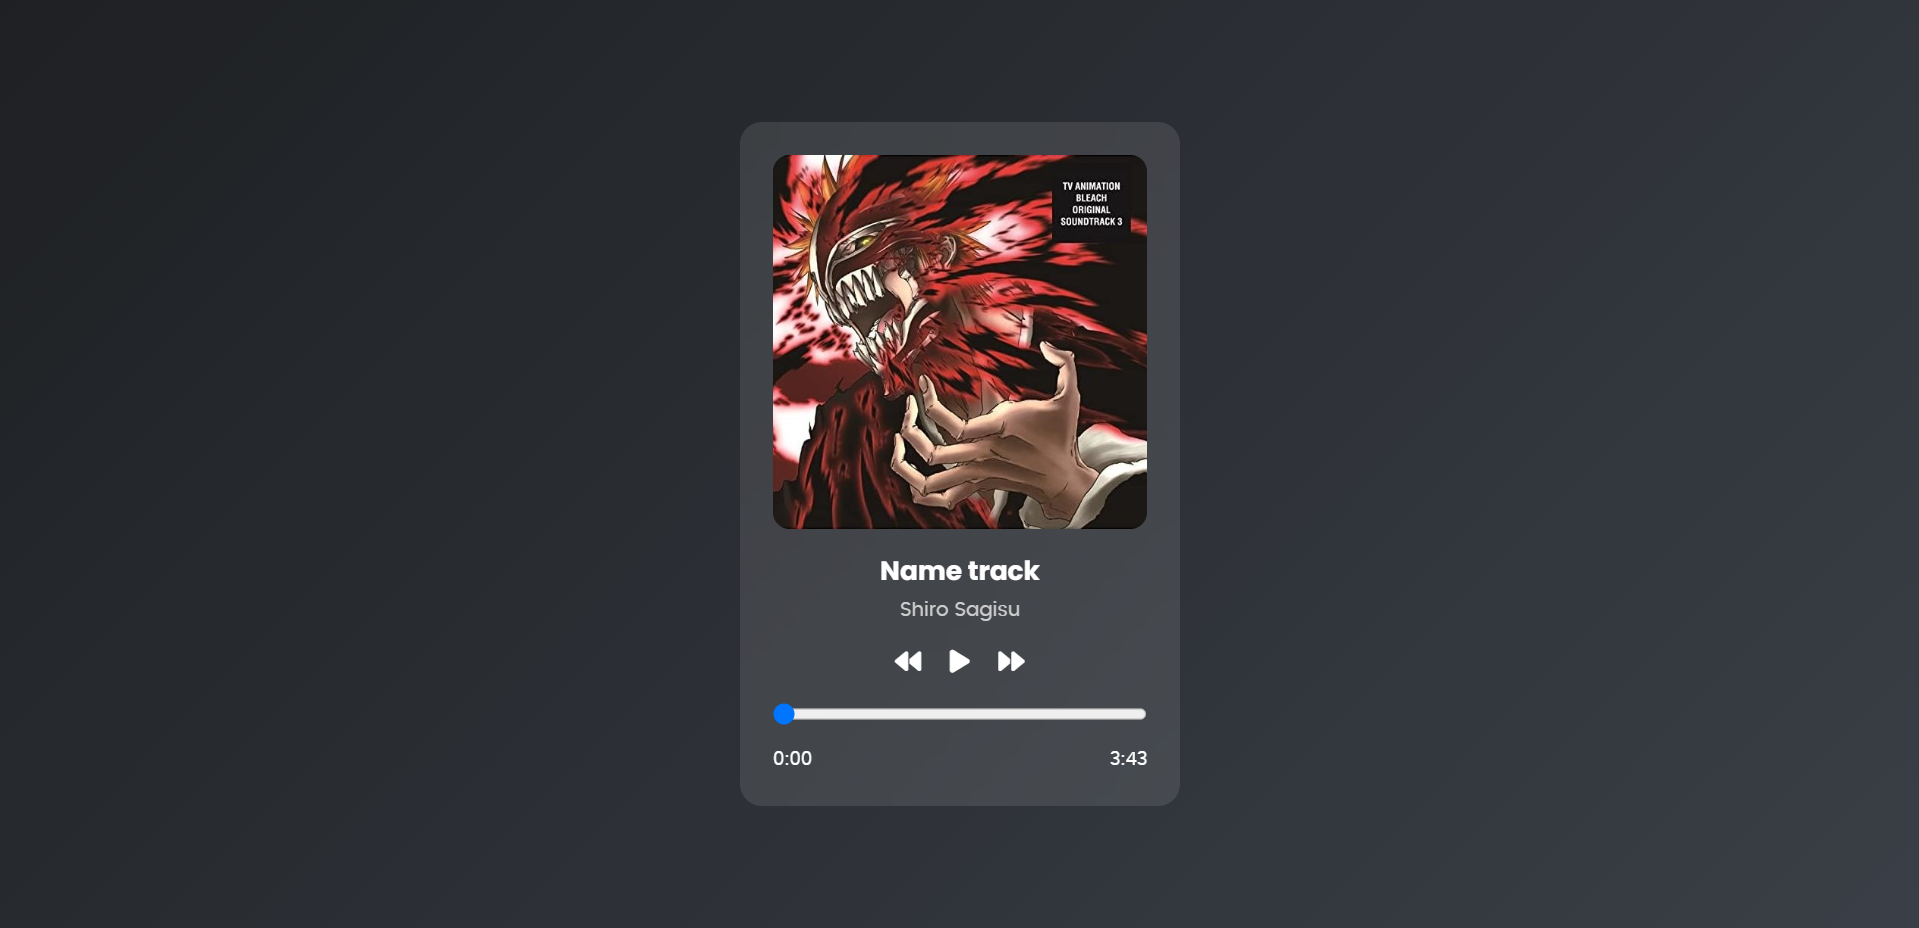 TV ANIMATION
BLEACH
ORIGINAL
SOUNDTRACK 3
Name track
Shiro Sagisu
0:00
3:43